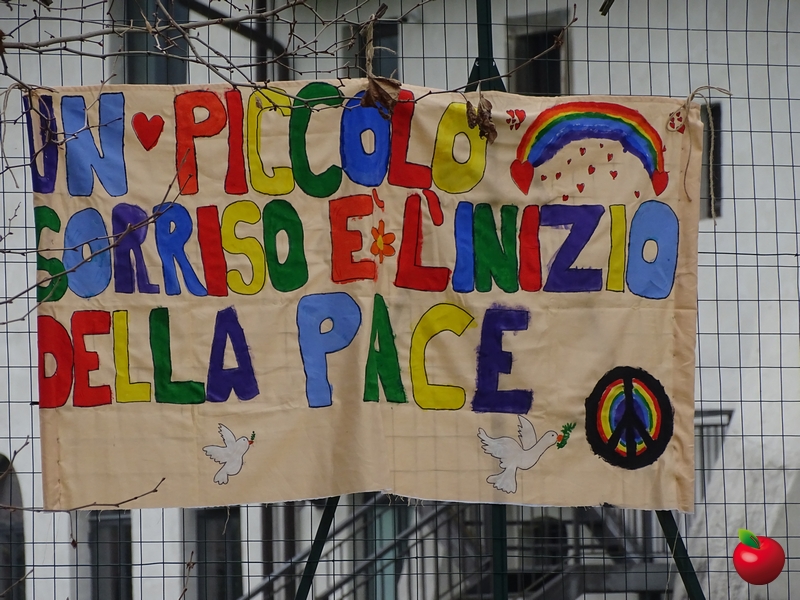 UN PICCOLO
SORRISO E' L'INIZIO
DELLA PACE